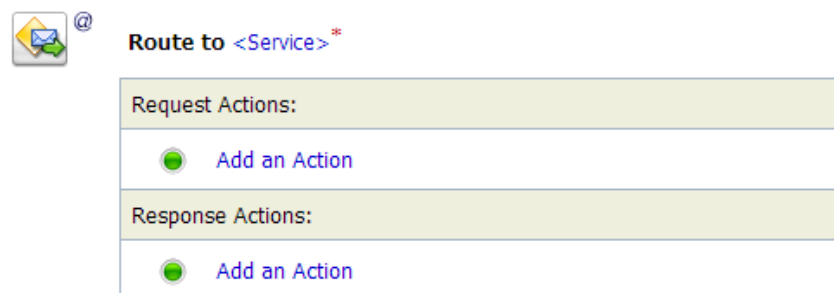 @
Route to <Service>*
Request Actions:
Add an Action
Response Actions:
Add an Action